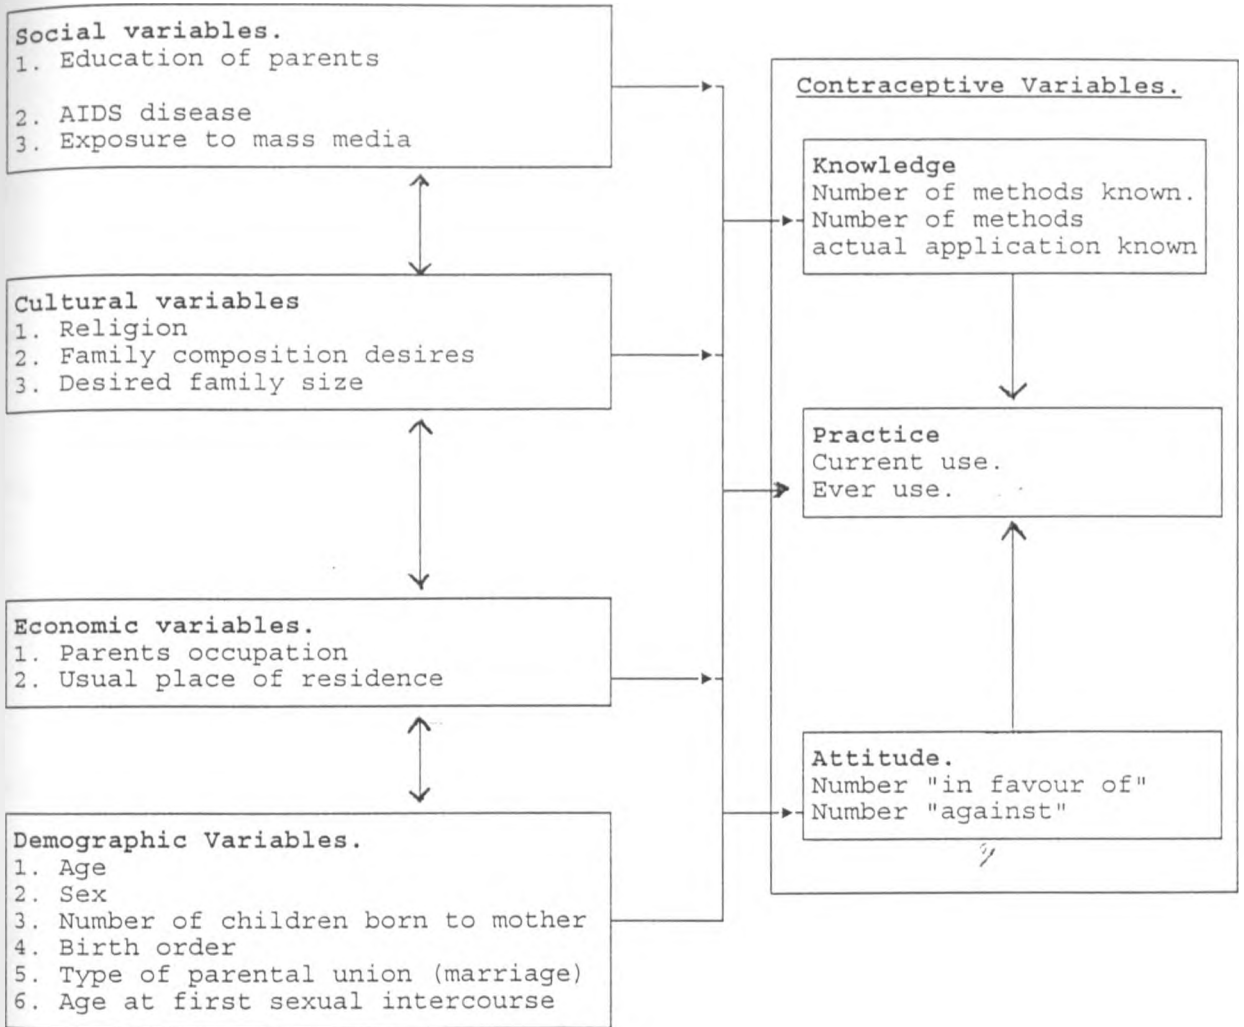 Social variables.
1. Education of parents
2. AIDS disease
3. Exposure to mass media
Cultural variables
1. Religion
2. Family composition desires
3. Desired family size
Economic variables.
1. Parents occupation
2. Usual place of residence
Demographic Variables.
1. Age
2. Sex
3. Number of children born to mother
4. Birth order
5. Type of parental union (marriage)
6. Age at first sexual intercourse
Contraceptive Variables.
Knowledge
Number of methods known.
Number of methods
actual application known
Practice
Current use.
Ever use.
Attitude.
Number "in favour of"
Number "against"